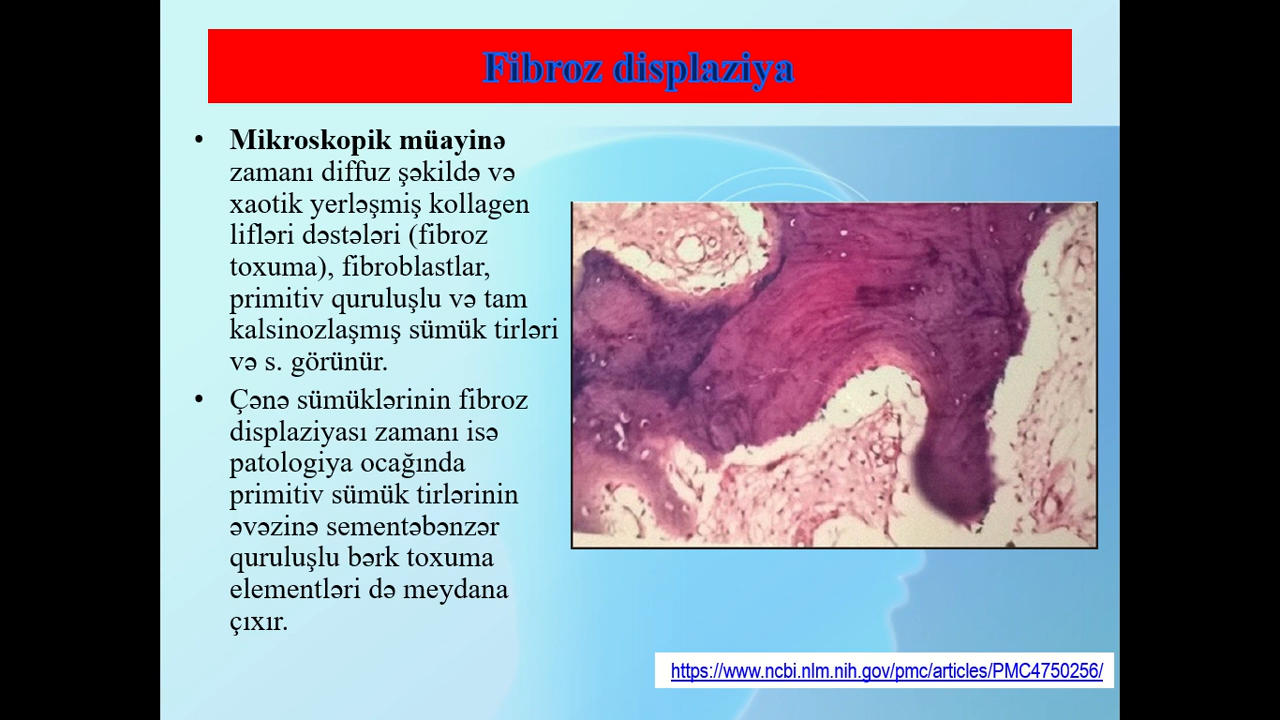 Fibroz displaziya
• Mikroskopik müayinə
zamanı diffuz şəkildə və
xaotik yerləşmiş kollagen
lifləri dəstələri (fibroz
toxuma), fibroblastlar,
primitiv quruluşlu və tam
kalsinozlaşmış sümük tirləri
və s. görünür.
• Çənə sümüklərinin fibroz
displaziyası zamanı isə
patologiya ocağında
primitiv sümük tirlərinin
əvəzinə sementəbənzər
quruluşlu bərk toxuma
elementləri də meydana
çıxır.
https://www.ncbi.nlm.nih.gov/pmc/articles/PMC4750256/